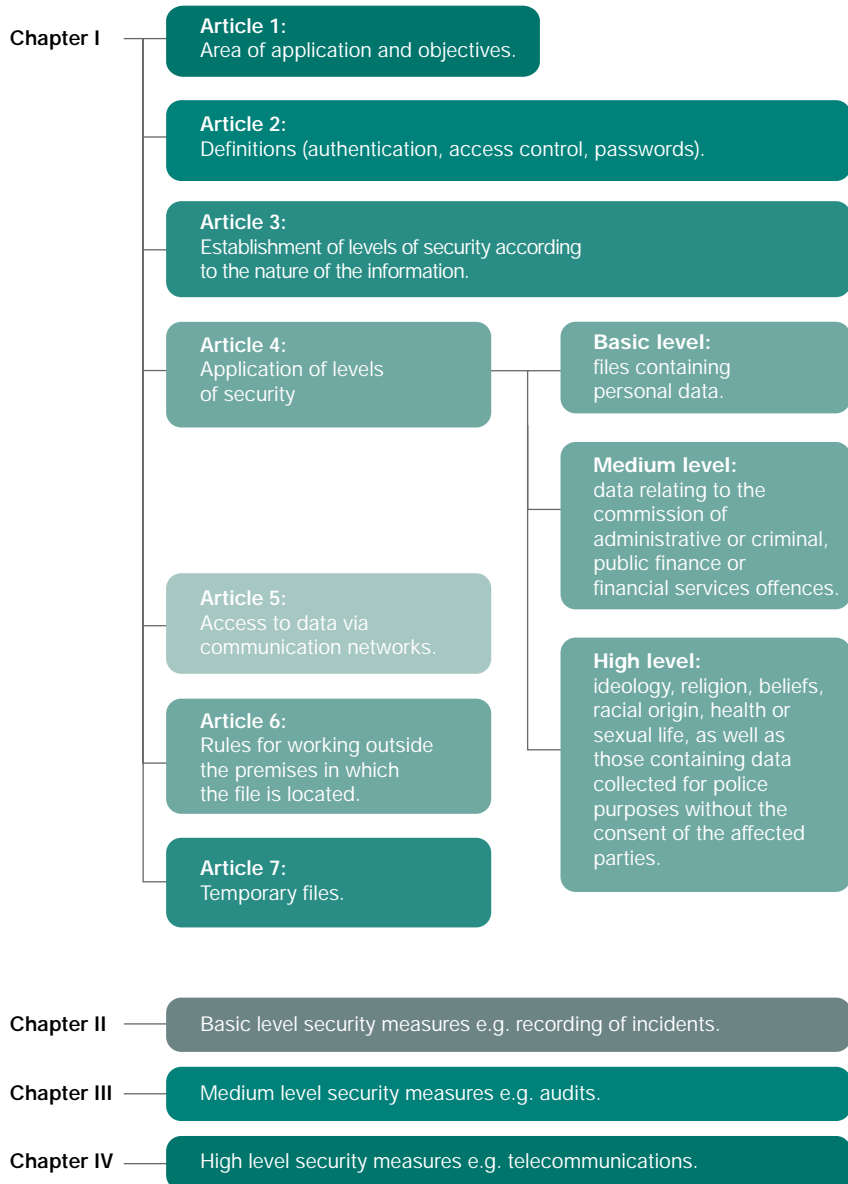 Chapter I
Article 1:
Area of application and objectives.
Article 2:
Definitions (authentication, access control, passwords).
Article 3:
Establishment of levels of security according
to the nature of the information.
Article 4:
Application of levels
of security
Basic level:
files containing
personal data.
Medium level:
data relating to the
commission of
administrative or criminal,
public finance or
financial services offences.
High level:
ideology, religion, beliefs,
racial origin, health or
sexual life, as well as
those containing data
collected for police
purposes without the
consent of the affected
parties.
Article 5:
Access to data via
communication networks.
Article 6:
Rules for working outside
the premises in which
the file is located.
Article 7:
Temporary files.
Chapter II
Basic level security measures e.g. recording of incidents.
Chapter III
Medium level security measures e.g. audits.
Chapter IV
High level security measures e.g. telecommunications.